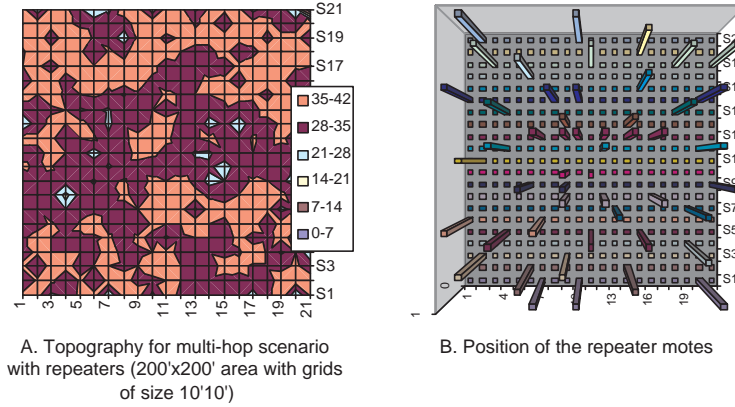 S21
S19
S17
35-42
28-35
21-28
14-21
7-14
0-7
S3
S1
1 3 5 7 9 11 13 15 17 19 21
S7
S5
S3
S1
0
1
1 4 7 16 19
A. Topography for multi-hop scenario
with repeaters (200'x200' area with grids
of size 10'10')
B. Position of the repeater motes